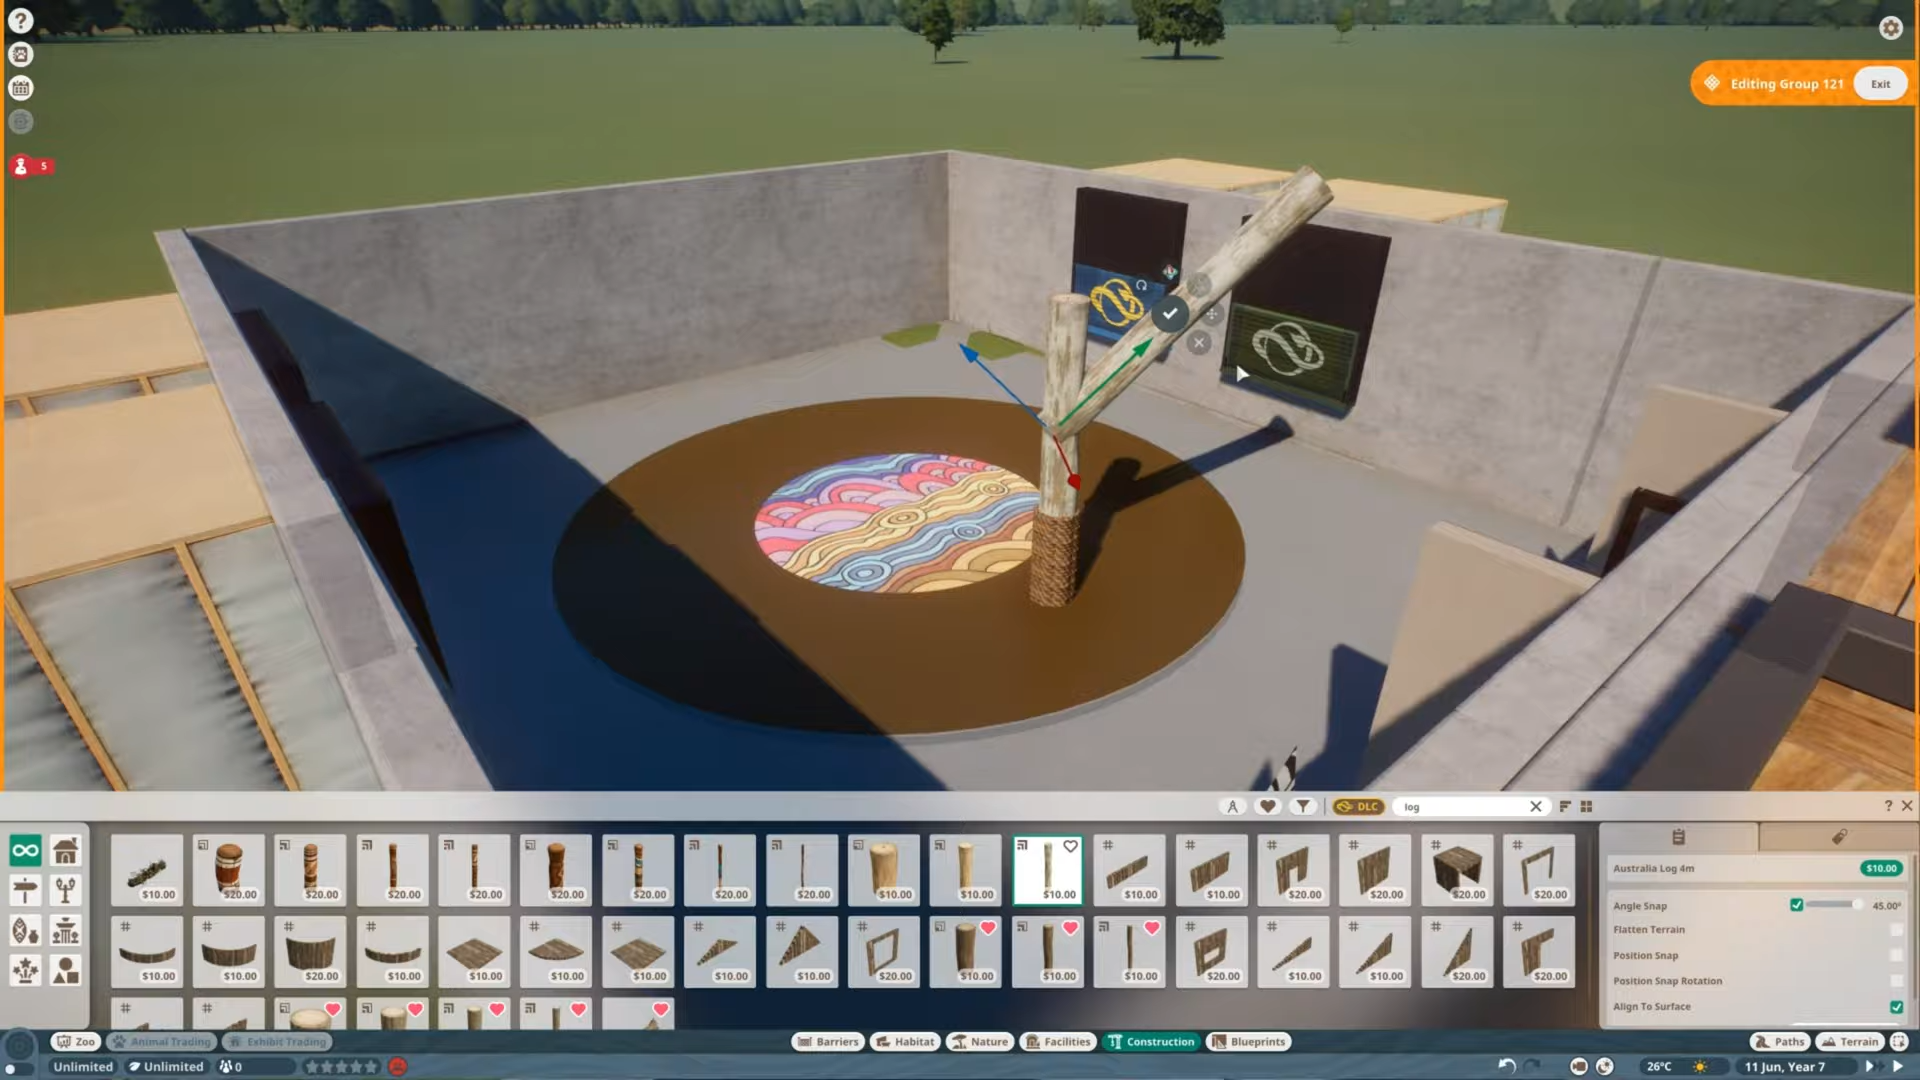 ?
Editing Group 121
Exit
5
DLC
log
?
$10.00
$20.00
$20.00
$20.00
$20.00
$20.00
$20.00
$20.00
$20.00
$10.00
$10.00
$10.00
$10.00
$10.00
$20.00
$20.00
$20.00
$20.00
$10.00
$10.00
$20.00
$10.00
$10.00
$10.00
$10.00
$10.00
$10.00
$20.00
$10.00
$10.00
$10.00
$20.00
$10.00
$10.00
$20.00
$20.00
Australia Log 4m
$10.00
Angle Snap
45.00°
Flatten Terrain
Position Snap
Position Snap Rotation
Align To Surface
Zoo
Animal Trading
Exhibit Trading
Barriers
Habitat
Nature
Facilities
Construction
Blueprints
Paths
Terrain
Unlimited
Unlimited
0
26°C
11 Jun, Year 7